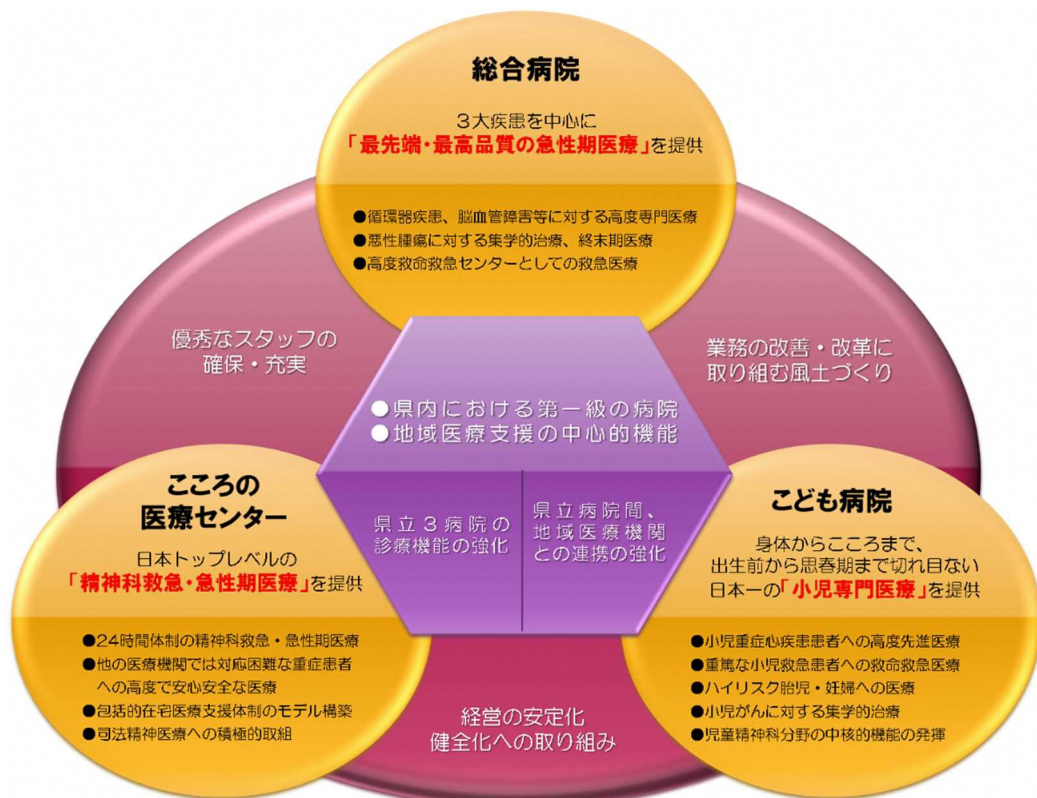 総合病院
3大疾患を中心に
「最先端・最高品質の急性期医療」を提供
●循環器疾患、脳血管障害等に対する高度専門医療
●悪性腫瘍に対する集学的治療、終末期医療
●高度救命救急センターとしての救急医療
優秀なスタッフの
確保・充実
業務の改善・改革に
取り組む風土づくり
●県内における第一級の病院
●地域医療支援の中心的機能
県立3病院の
診療機能の強化
県立病院間、
地域医療機関
との連携の強化
こころの
医療センター
日本トップレベルの
「精神科救急・急性期医療」を提供
●24時間体制の精神科救急・急性期医療
●他の医療機関では対応困難な重症患者
への高度で安心安全な医療
●包括的在宅医療支援体制のモデル構築
●司法精神医療への積極的取組
こども病院
身体からこころまで、
出生前から思春期まで切れ目ない
日本一の「小児専門医療」を提供
●小児重症心疾患患者への高度先進医療
●重篤な小児救急患者への救命救急医療
●ハイリスク胎児・妊婦への医療
●小児がんに対する集学的治療
●児童精神科分野の中核的機能の発揮
経営の安定化
健全化への取り組み